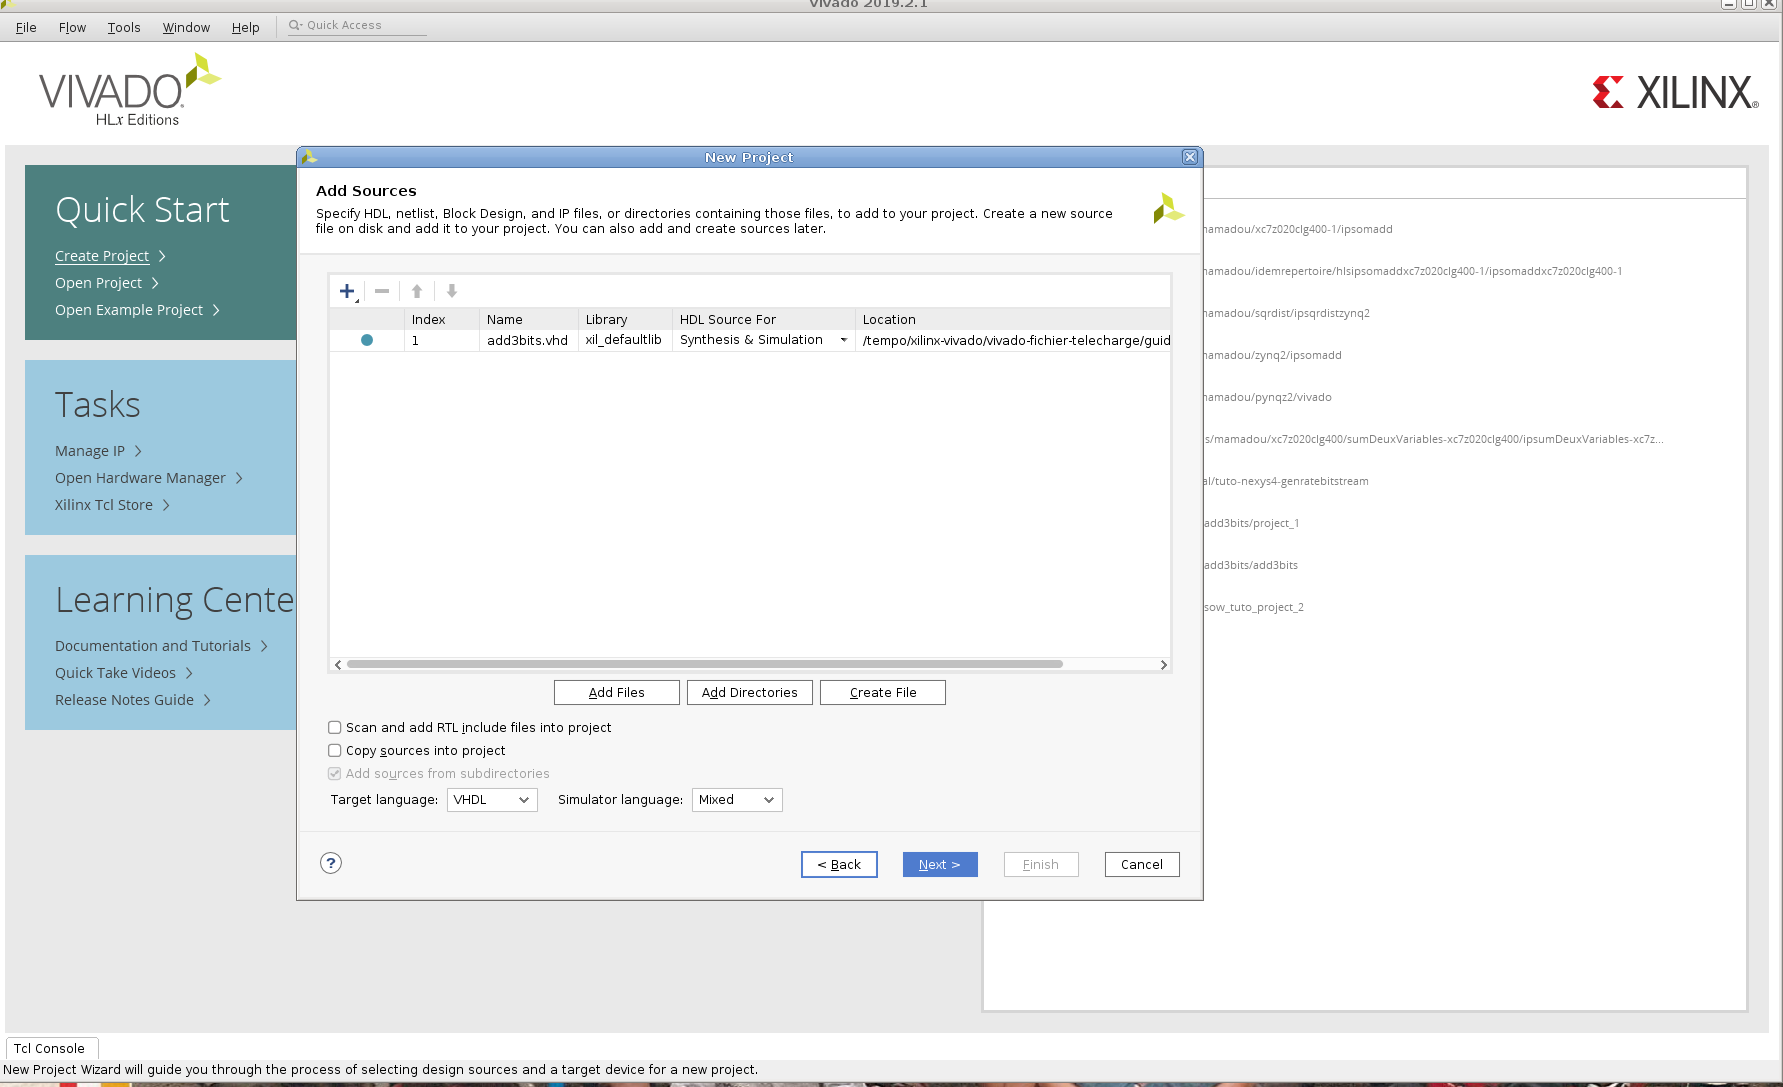 Vivado 2019.2.1
File Flow Tools Window Help Quick Access
VIVADO
HLx Editions
XILINX
Quick Start
Create Project
Open Project
Open Example Project
Tasks
Manage IP
Open Hardware Manager
Xilinx Tcl Store
Learning Cente
Documentation and Tutorials
Quick Take Videos
Release Notes Guide
New Project
Add Sources
Specify HDL, netlist, Block Design, and IP files, or directories containing those files, to add to your project. Create a new source
file on disk and add it to your project. You can also add and create sources later.
Index Name Library HDL Source For Location
1 add3bits.vhd xil_defaultlib Synthesis & Simulation /tempo/xilinx-vivado/vivado-fichier-telecharge/guid
Add Files Add Directories Create File
Scan and add RTL include files into project
Copy sources into project
Add sources from subdirectories
Target language: VHDL Simulator language: Mixed
? < Back Next > Finish Cancel
namadou/xc7z020clg400-1/ipsomadd
namadou/idemrepertoire/hlsipsomaddxc7z020clg400-1/ipsomaddxc7z020clg400-1
namadou/sqrdist/ipsqrdistzynq2
namadou/zynq2/ipsomadd
namadou/pynqz2/vivado
s/mamadou/xc7z020clg400/sumDeuxVariables-xc7z020clg400/ipsumDeuxVariables-xc7z...
al/tuto-nexys4-genratebitstream
add3bits/project_1
add3bits/add3bits
sow_tuto_project_2
Tcl Console
New Project Wizard will guide you through the process of selecting design sources and a target device for a new project.